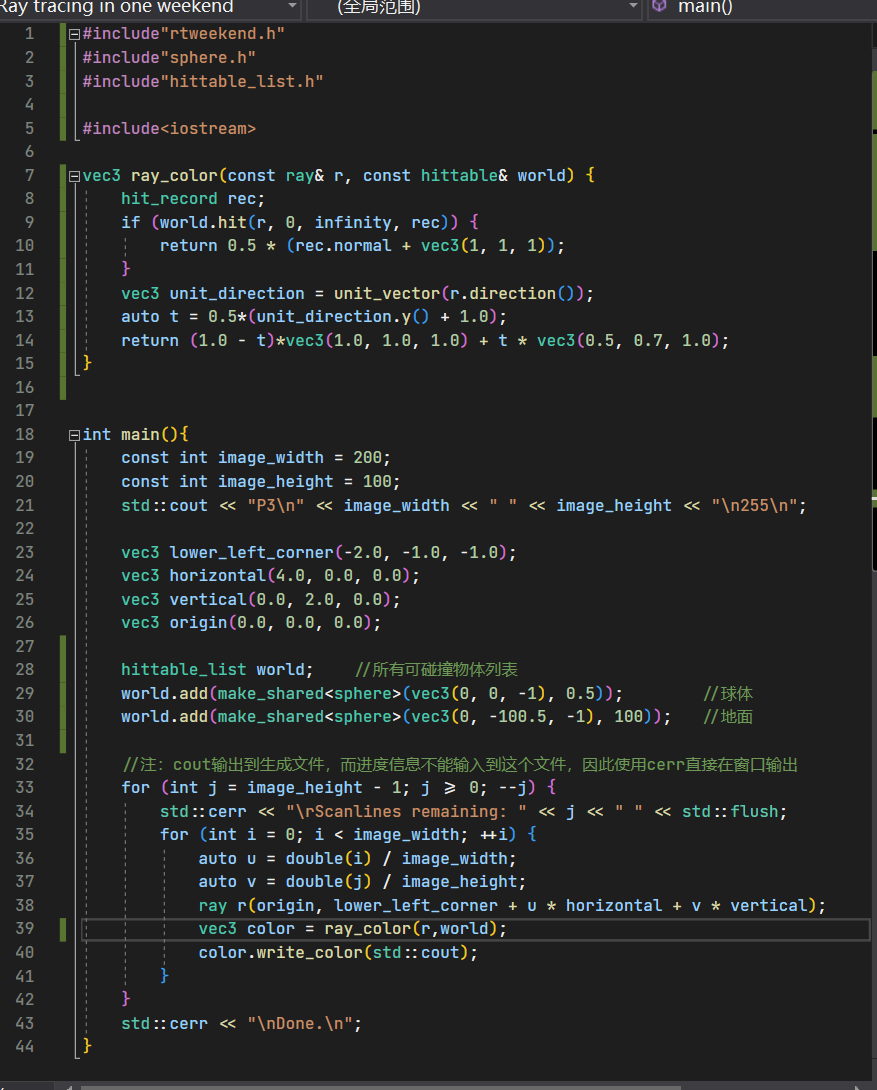 Ray tracing in one weekend (全局范围) main()
1 #include"rtweekend.h"
2 #include"sphere.h"
3 #include"hittable_list.h"
4
5 #include<iostream>
6
7 vec3 ray_color(const ray& r, const hittable& world) {
8 hit_record rec;
9 if (world.hit(r, 0, infinity, rec)) {
10 return 0.5 * (rec.normal + vec3(1, 1, 1));
11 }
12 vec3 unit_direction = unit_vector(r.direction());
13 auto t = 0.5*(unit_direction.y() + 1.0);
14 return (1.0 - t)*vec3(1.0, 1.0, 1.0) + t * vec3(0.5, 0.7, 1.0);
15 }
16
17
18 int main(){
19 const int image_width = 200;
20 const int image_height = 100;
21 std::cout << "P3\n" << image_width << " " << image_height << "\n255\n";
22
23 vec3 lower_left_corner(-2.0, -1.0, -1.0);
24 vec3 horizontal(4.0, 0.0, 0.0);
25 vec3 vertical(0.0, 2.0, 0.0);
26 vec3 origin(0.0, 0.0, 0.0);
27
28 hittable_list world; //所有可碰撞物体列表
29 world.add(make_shared<sphere>(vec3(0, 0, -1), 0.5)); //球体
30 world.add(make_shared<sphere>(vec3(0, -100.5, -1), 100)); //地面
31
32 //注：cout输出到生成文件，而进度信息不能输入到这个文件，因此使用cerr直接在窗口输出
33 for (int j = image_height - 1; j >= 0; --j) {
34 std::cerr << "\rScanlines remaining: " << j << " " << std::flush;
35 for (int i = 0; i < image_width; ++i) {
36 auto u = double(i) / image_width;
37 auto v = double(j) / image_height;
38 ray r(origin, lower_left_corner + u * horizontal + v * vertical);
39 vec3 color = ray_color(r,world);
40 color.write_color(std::cout);
41 }
42 }
43 std::cerr << "\nDone.\n";
44 }